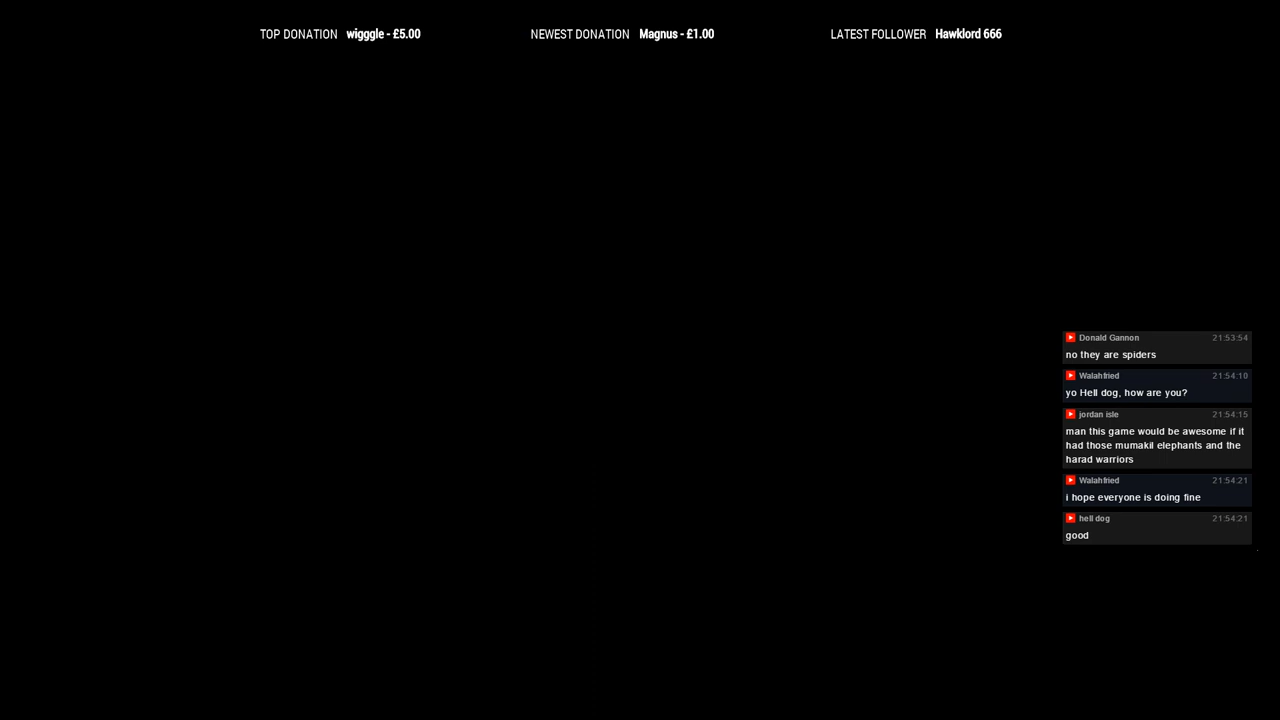 TOP DONATION wigggle - £5.00 NEWEST DONATION Magnus - £1.00 LATEST FOLLOWER Hawklord 666
Donald Gannon 21:53:54
no they are spiders
Walahfried 21:54:10
yo Hell dog, how are you?
jordan isle 21:54:15
man this game would be awesome if it
had those mumakil elephants and the
harad warriors
Walahfried 21:54:21
i hope everyone is doing fine
hell dog 21:54:21
good